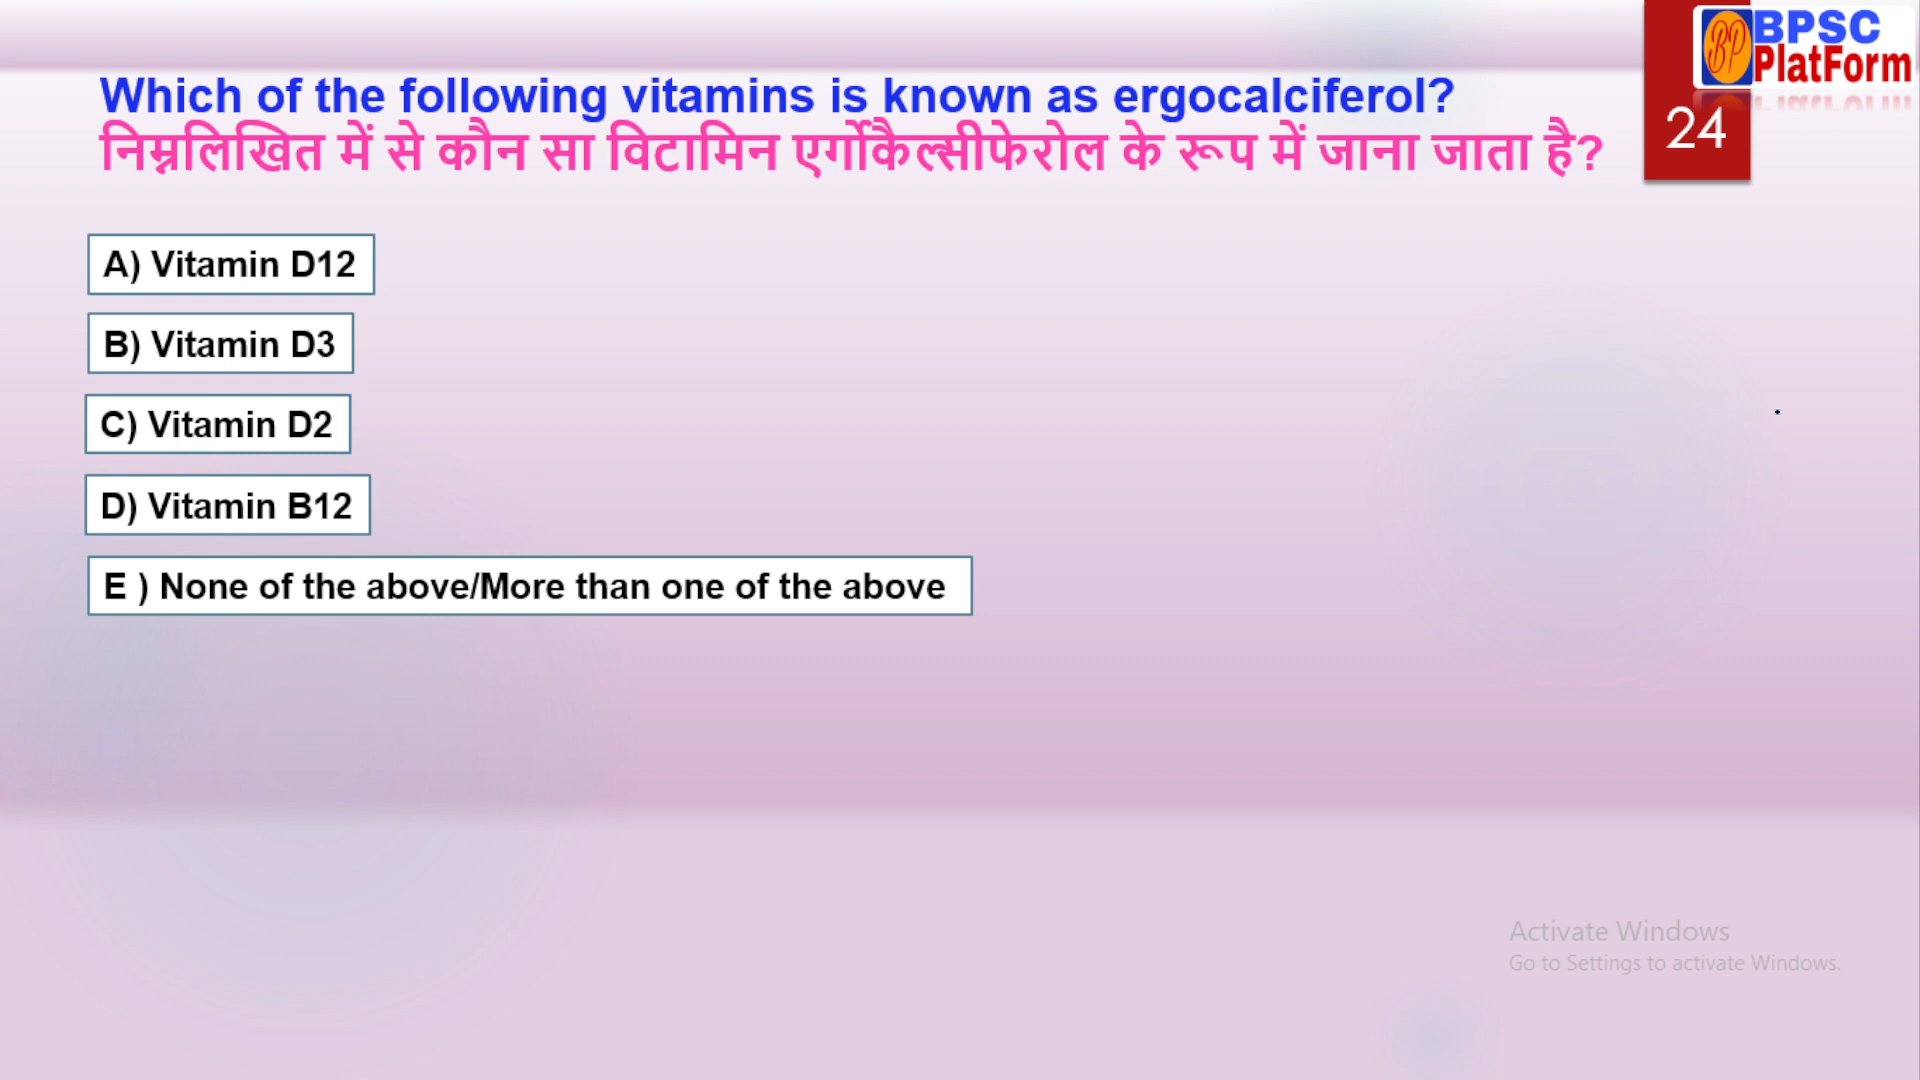 BPSC
PlatForm
24
Which of the following vitamins is known as ergocalciferol?
निम्नलिखित में से कौन सा विटामिन एर्गोकैल्सीफेरोल के रूप में जाना जाता है?
A) Vitamin D12
B) Vitamin D3
C) Vitamin D2
D) Vitamin B12
E ) None of the above/More than one of the above
Activate Windows
Go to Settings to activate Windows.